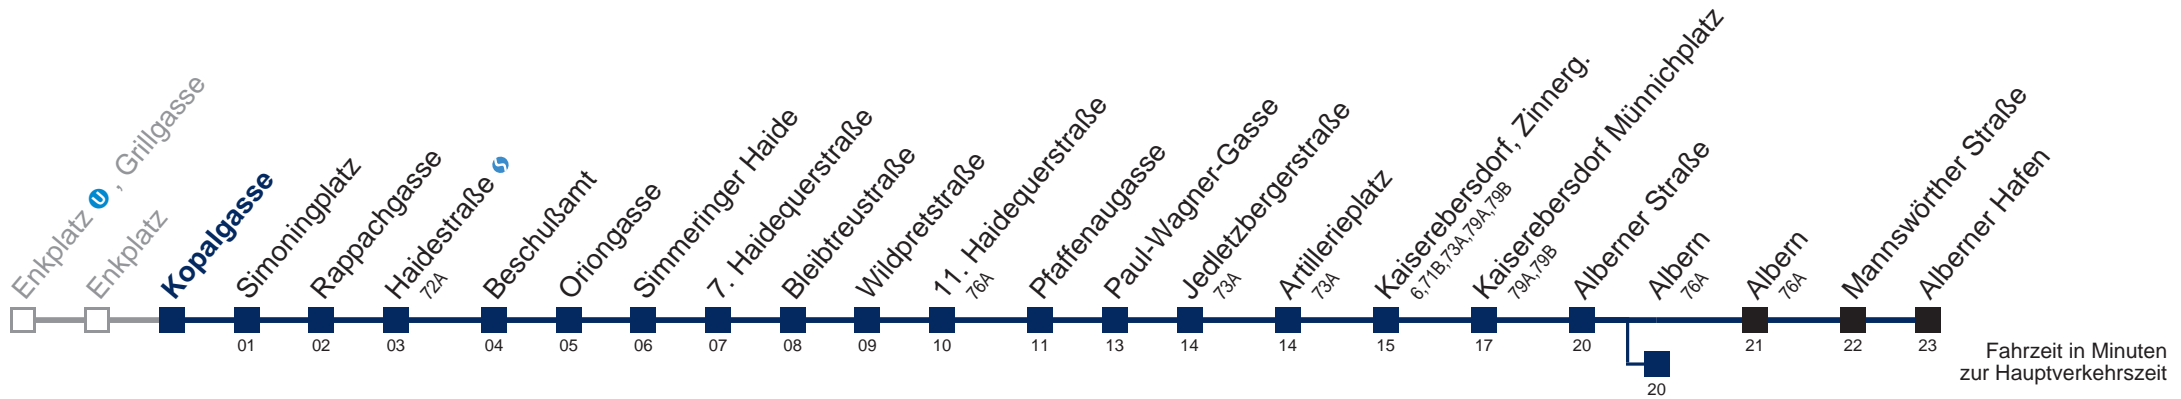 Enkplatz U , Grillgasse
Enkplatz
Kopalgasse
Simoningplatz
01
Rappachgasse
02
Haidestraße
72A
03
Beschußamt
04
Oriongasse
05
Simmeringer Haide
06
7. Haidequerstraße
07
Bleibtreustraße
08
Wildpretstraße
09
11. Haidequerstraße
76A
10
Pfaffenaugasse
11
Paul-Wagner-Gasse
13
Jedletzbergerstraße
73A
14
Artillerieplatz
73A
14
Kaiserebersdorf, Zinnerg.
6,71B,73A,79A,79B
15
Kaiserebersdorf Münnichplatz
79A,79B
17
Alberner Straße
20
Albern
76A
20
Albern
76A
21
Mannswörther Straße
22
Alberner Hafen
23
Fahrzeit in Minuten
zur Hauptverkehrszeit